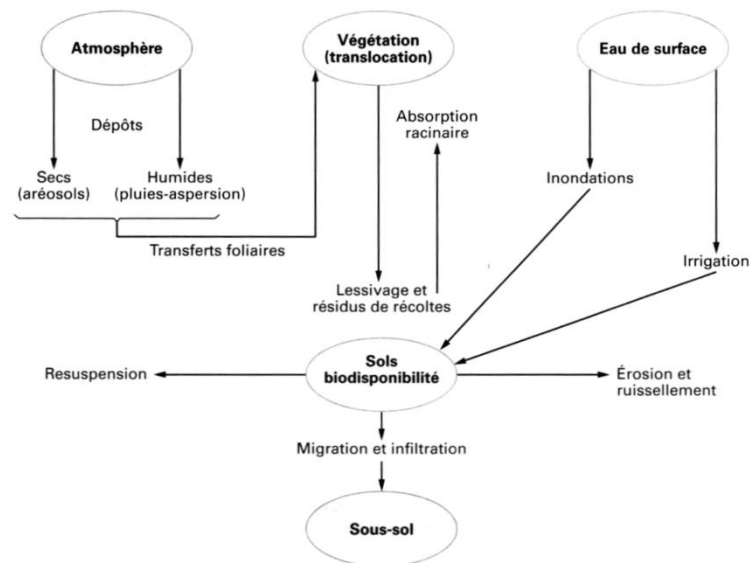 Atmosphère
Végétation
(translocation)
Eau de surface
Dépôts
Absorption
racinaire
Secs
(aréosols)
Humides
(pluies-aspersion)
Inondations
Transferts foliaires
Irrigation
Lessivage et
résidus de récoltes
Sols
biodisponibilité
Resuspension
Érosion et
ruissellement
Migration et infiltration
Sous-sol